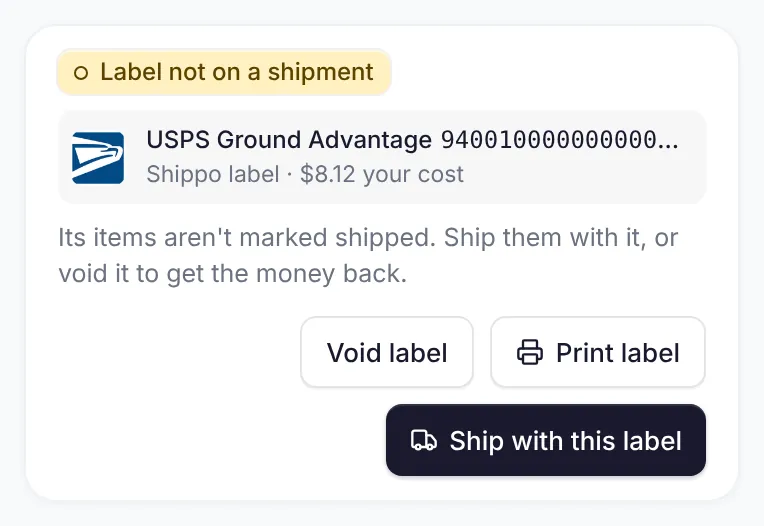 Label not on a shipment
USPS Ground Advantage 940010000000000...
Shippo label · $8.12 your cost
Its items aren't marked shipped. Ship them with it, or
void it to get the money back.
Void label
Print label
Ship with this label